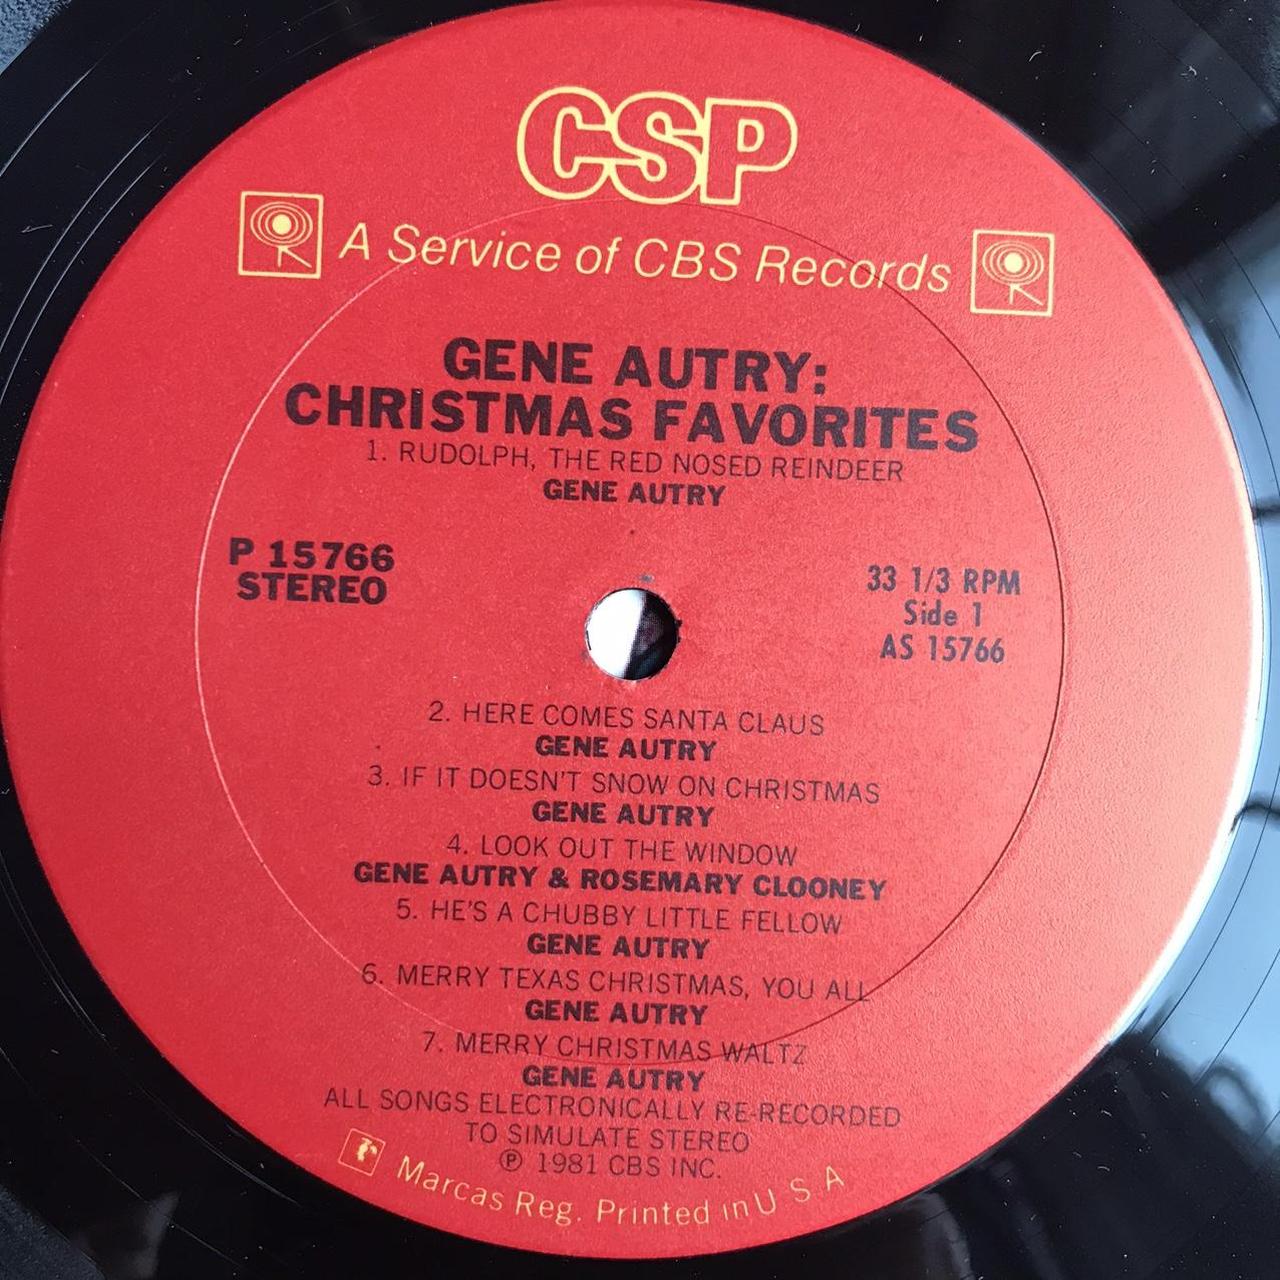 CSP
A Service of CBS Records
GENE AUTRY:
CHRISTMAS FAVORITES
1. RUDOLPH, THE RED NOSED REINDEER
GENE AUTRY
P 15766
STEREO
33 1/3 RPM
Side 1
AS 15766
2. HERE COMES SANTA CLAUS
GENE AUTRY
3. IF IT DOESN'T SNOW ON CHRISTMAS
GENE AUTRY
4. LOOK OUT THE WINDOW
GENE AUTRY & ROSEMARY CLOONEY
5. HE'S A CHUBBY LITTLE FELLOW
GENE AUTRY
6. MERRY TEXAS CHRISTMAS, YOU ALL
GENE AUTRY
7. MERRY CHRISTMAS WALTZ
GENE AUTRY
ALL SONGS ELECTRONICALLY RE-RECORDED
TO SIMULATE STEREO
℗ 1981 CBS INC.
Marcas Reg. Printed in U S A